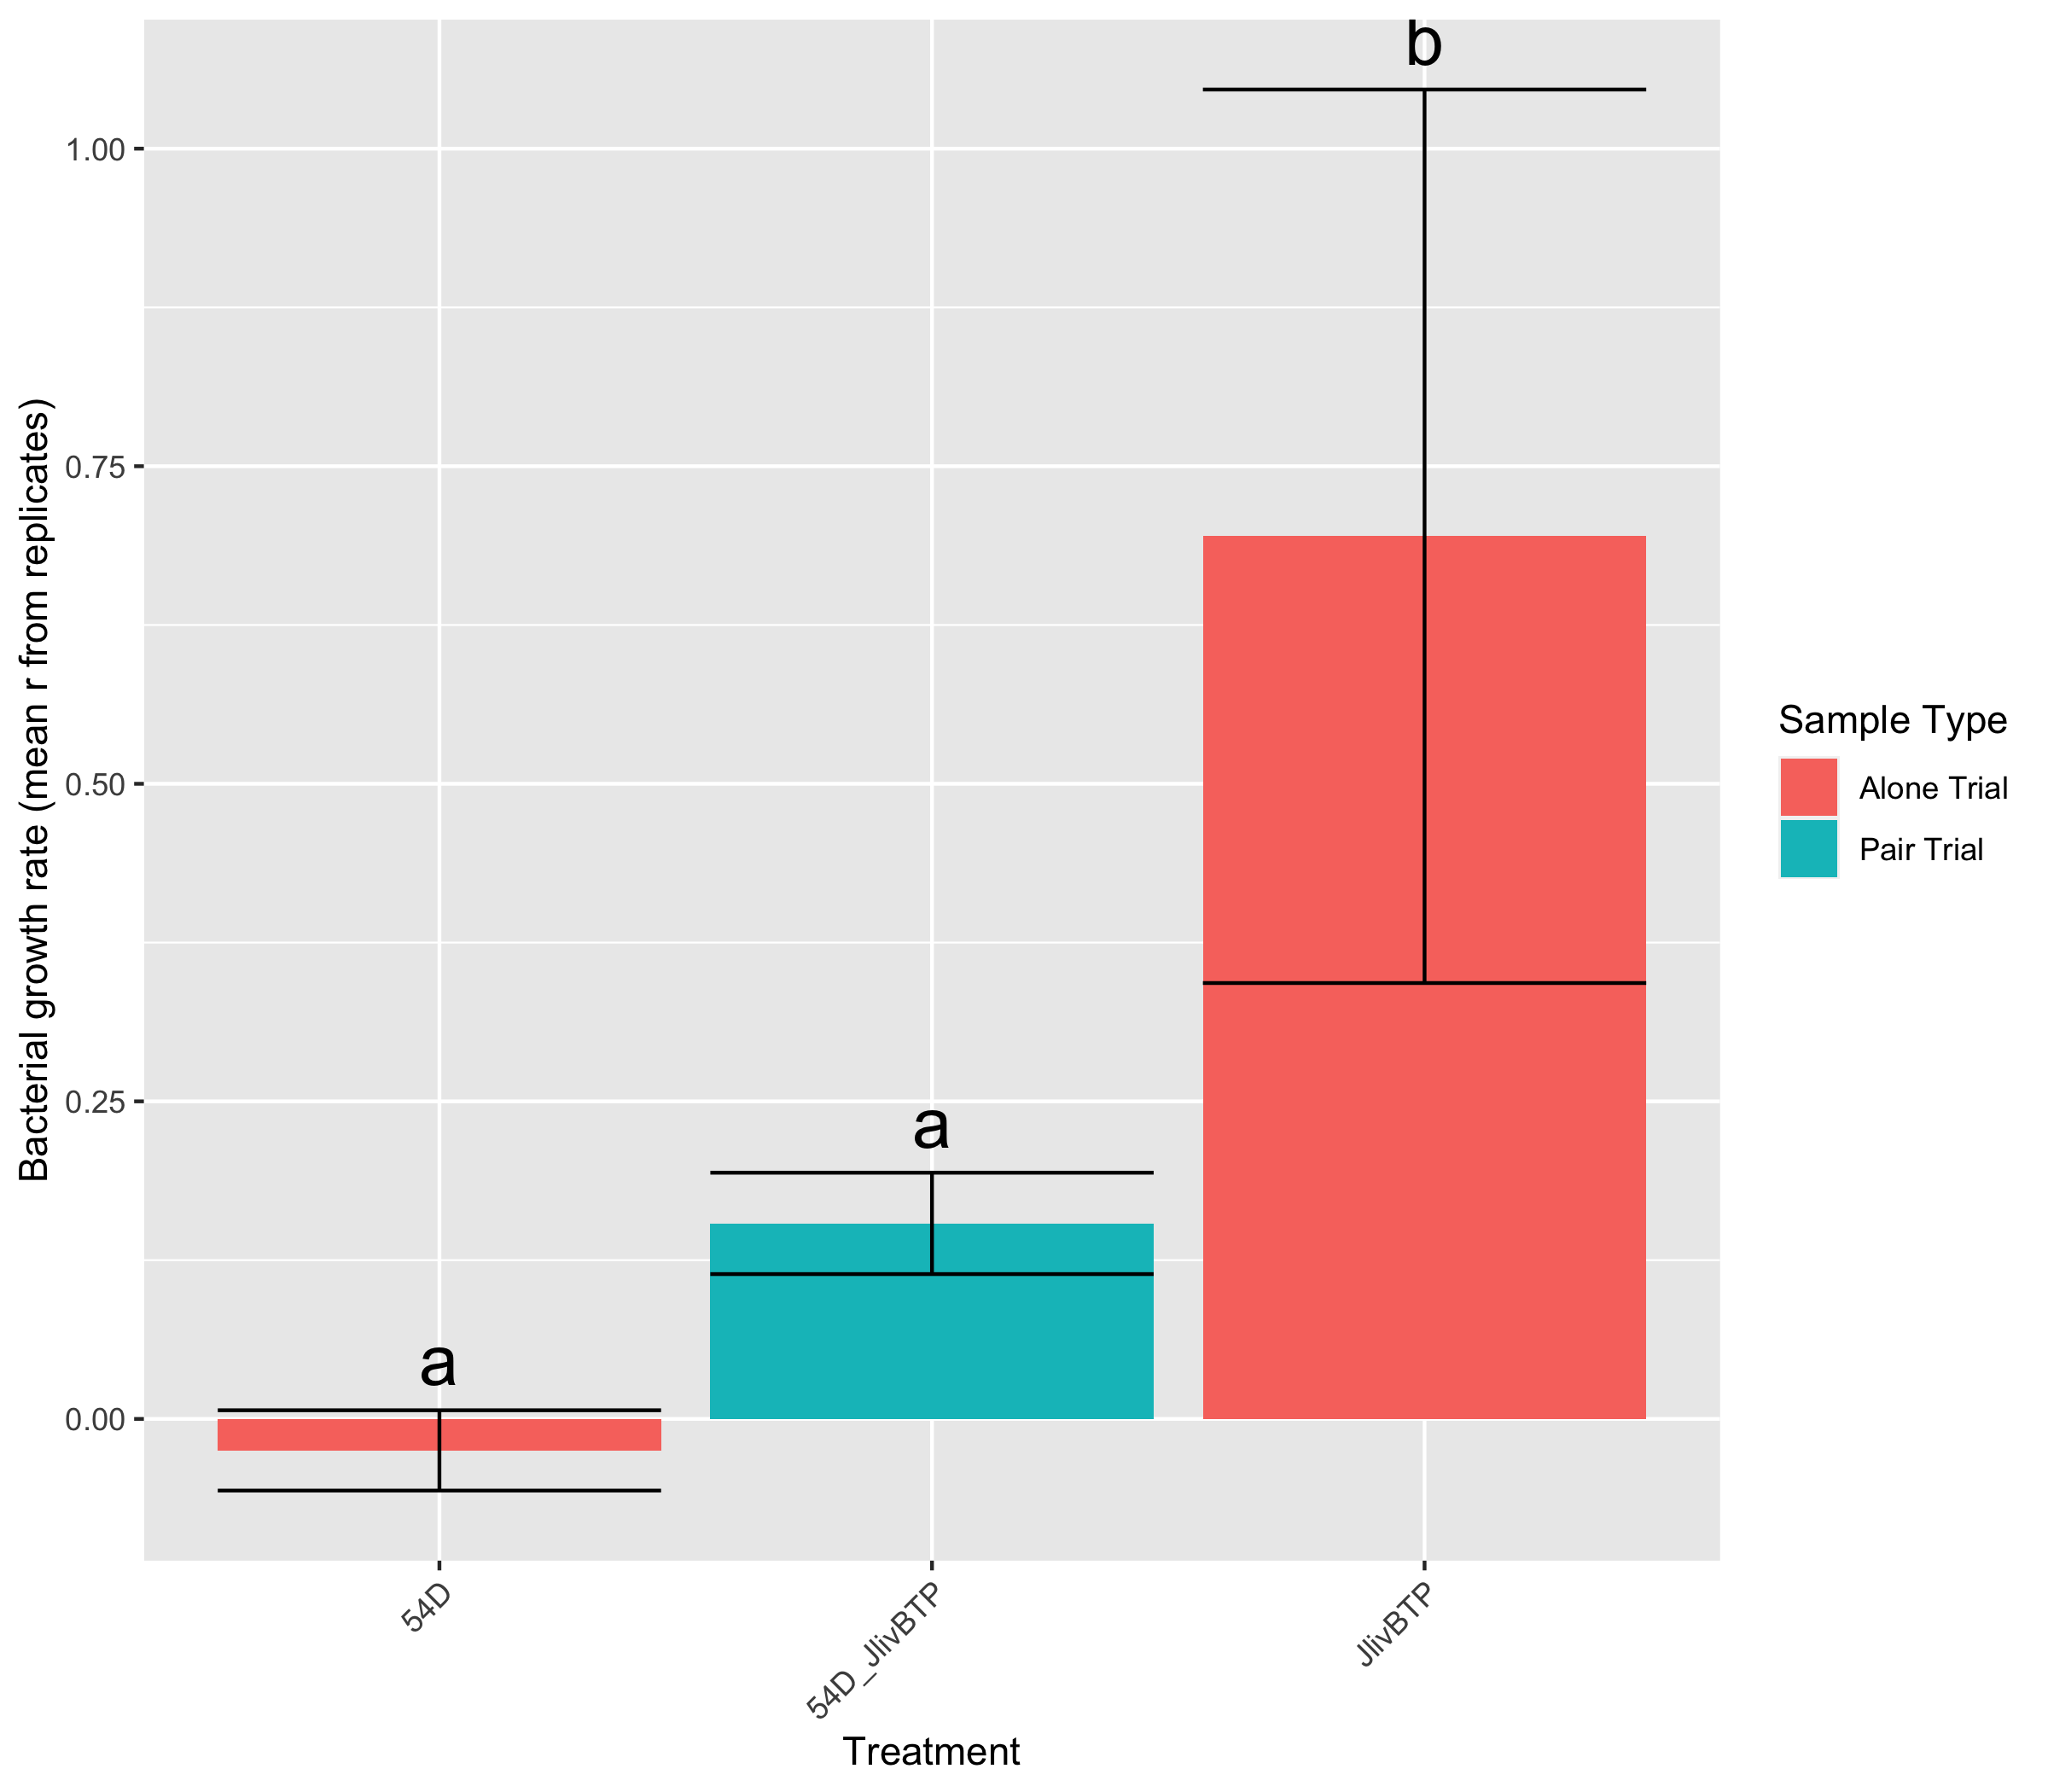 b
1.00
0.75
0.50
0.25
0.00
a
a
Bacterial growth rate (mean r from replicates)
54D
54D_JlivBTP
JlivBTP
Treatment
Sample Type
Alone Trial
Pair Trial